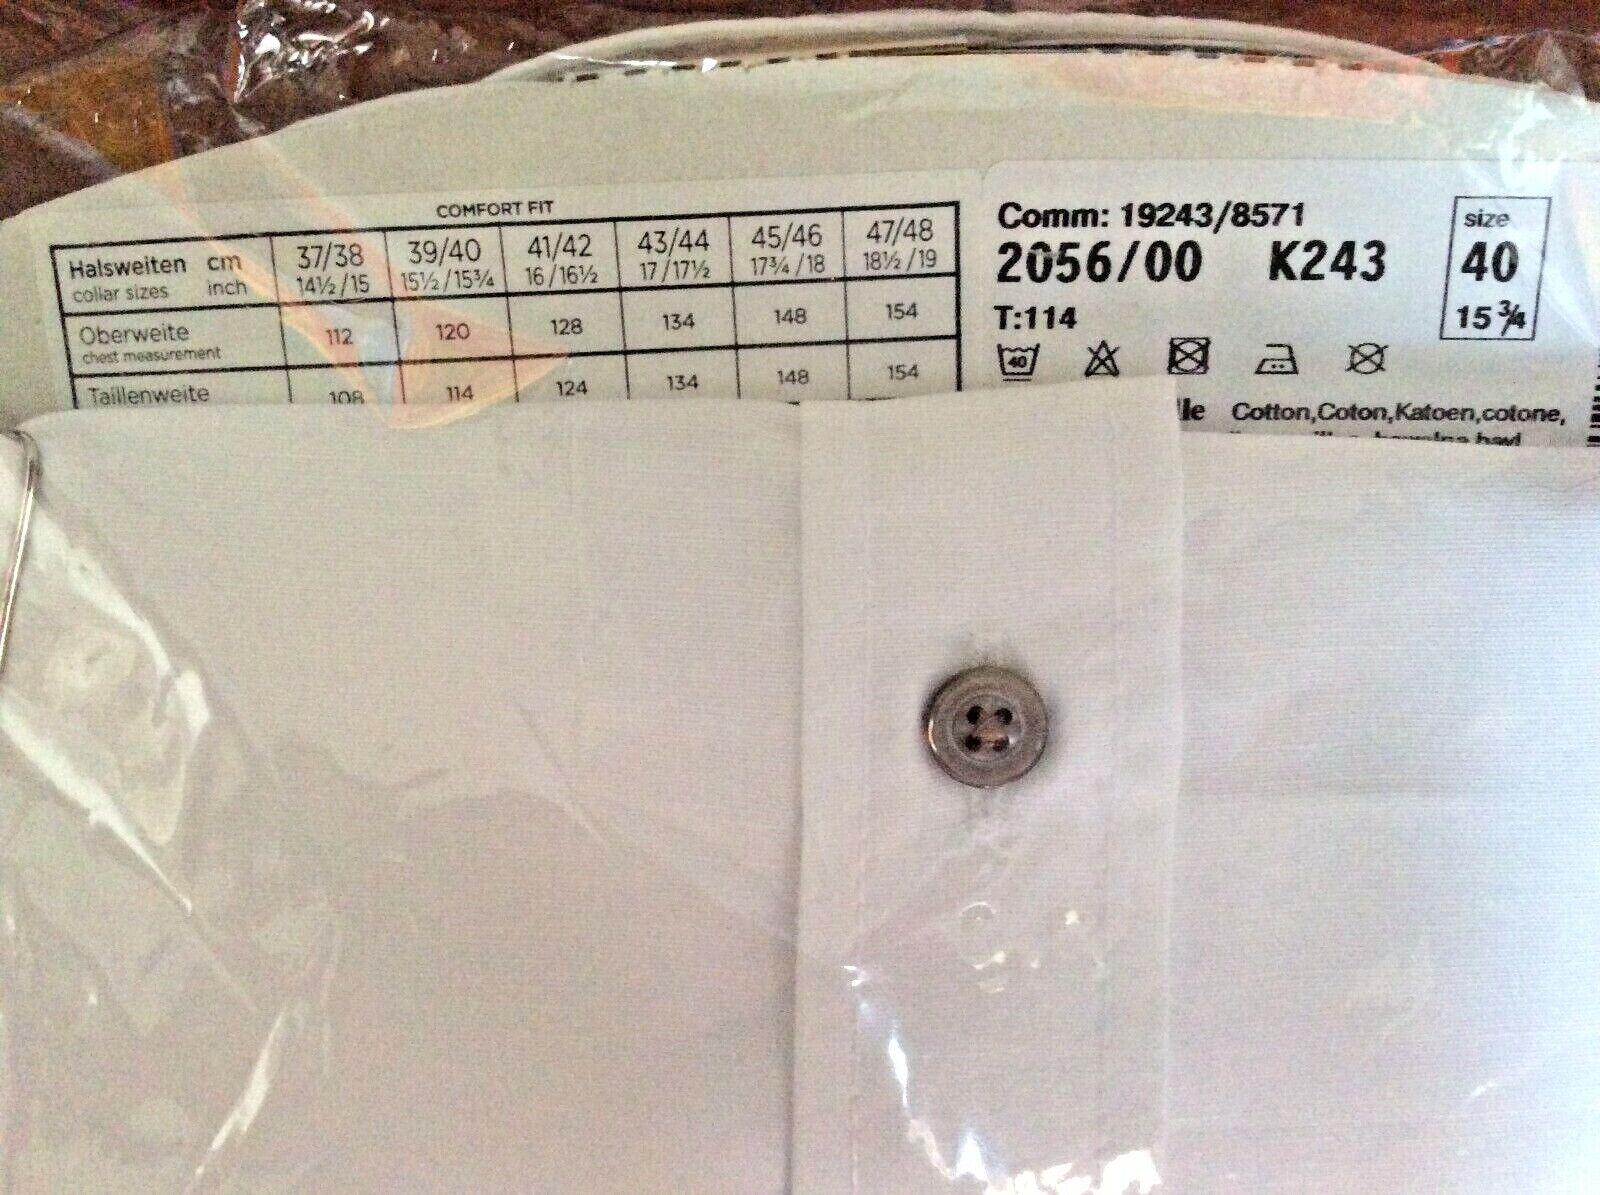 COMFORT FIT
Halsweiten cm 37/38 39/40 41/42 43/44 45/46 47/48
collar sizes inch 14½/15 15½/15¾ 16/16½ 17/17½ 17¾/18 18½/19
Oberweite 112 120 128 134 148 154
chest measurement
Taillenweite 108 114 124 134 148 154
Comm: 19243/8571
2056/00 K243
T:114
size
40
15 ¾
40
lle Cotton,Coton,Katoen,cotone,